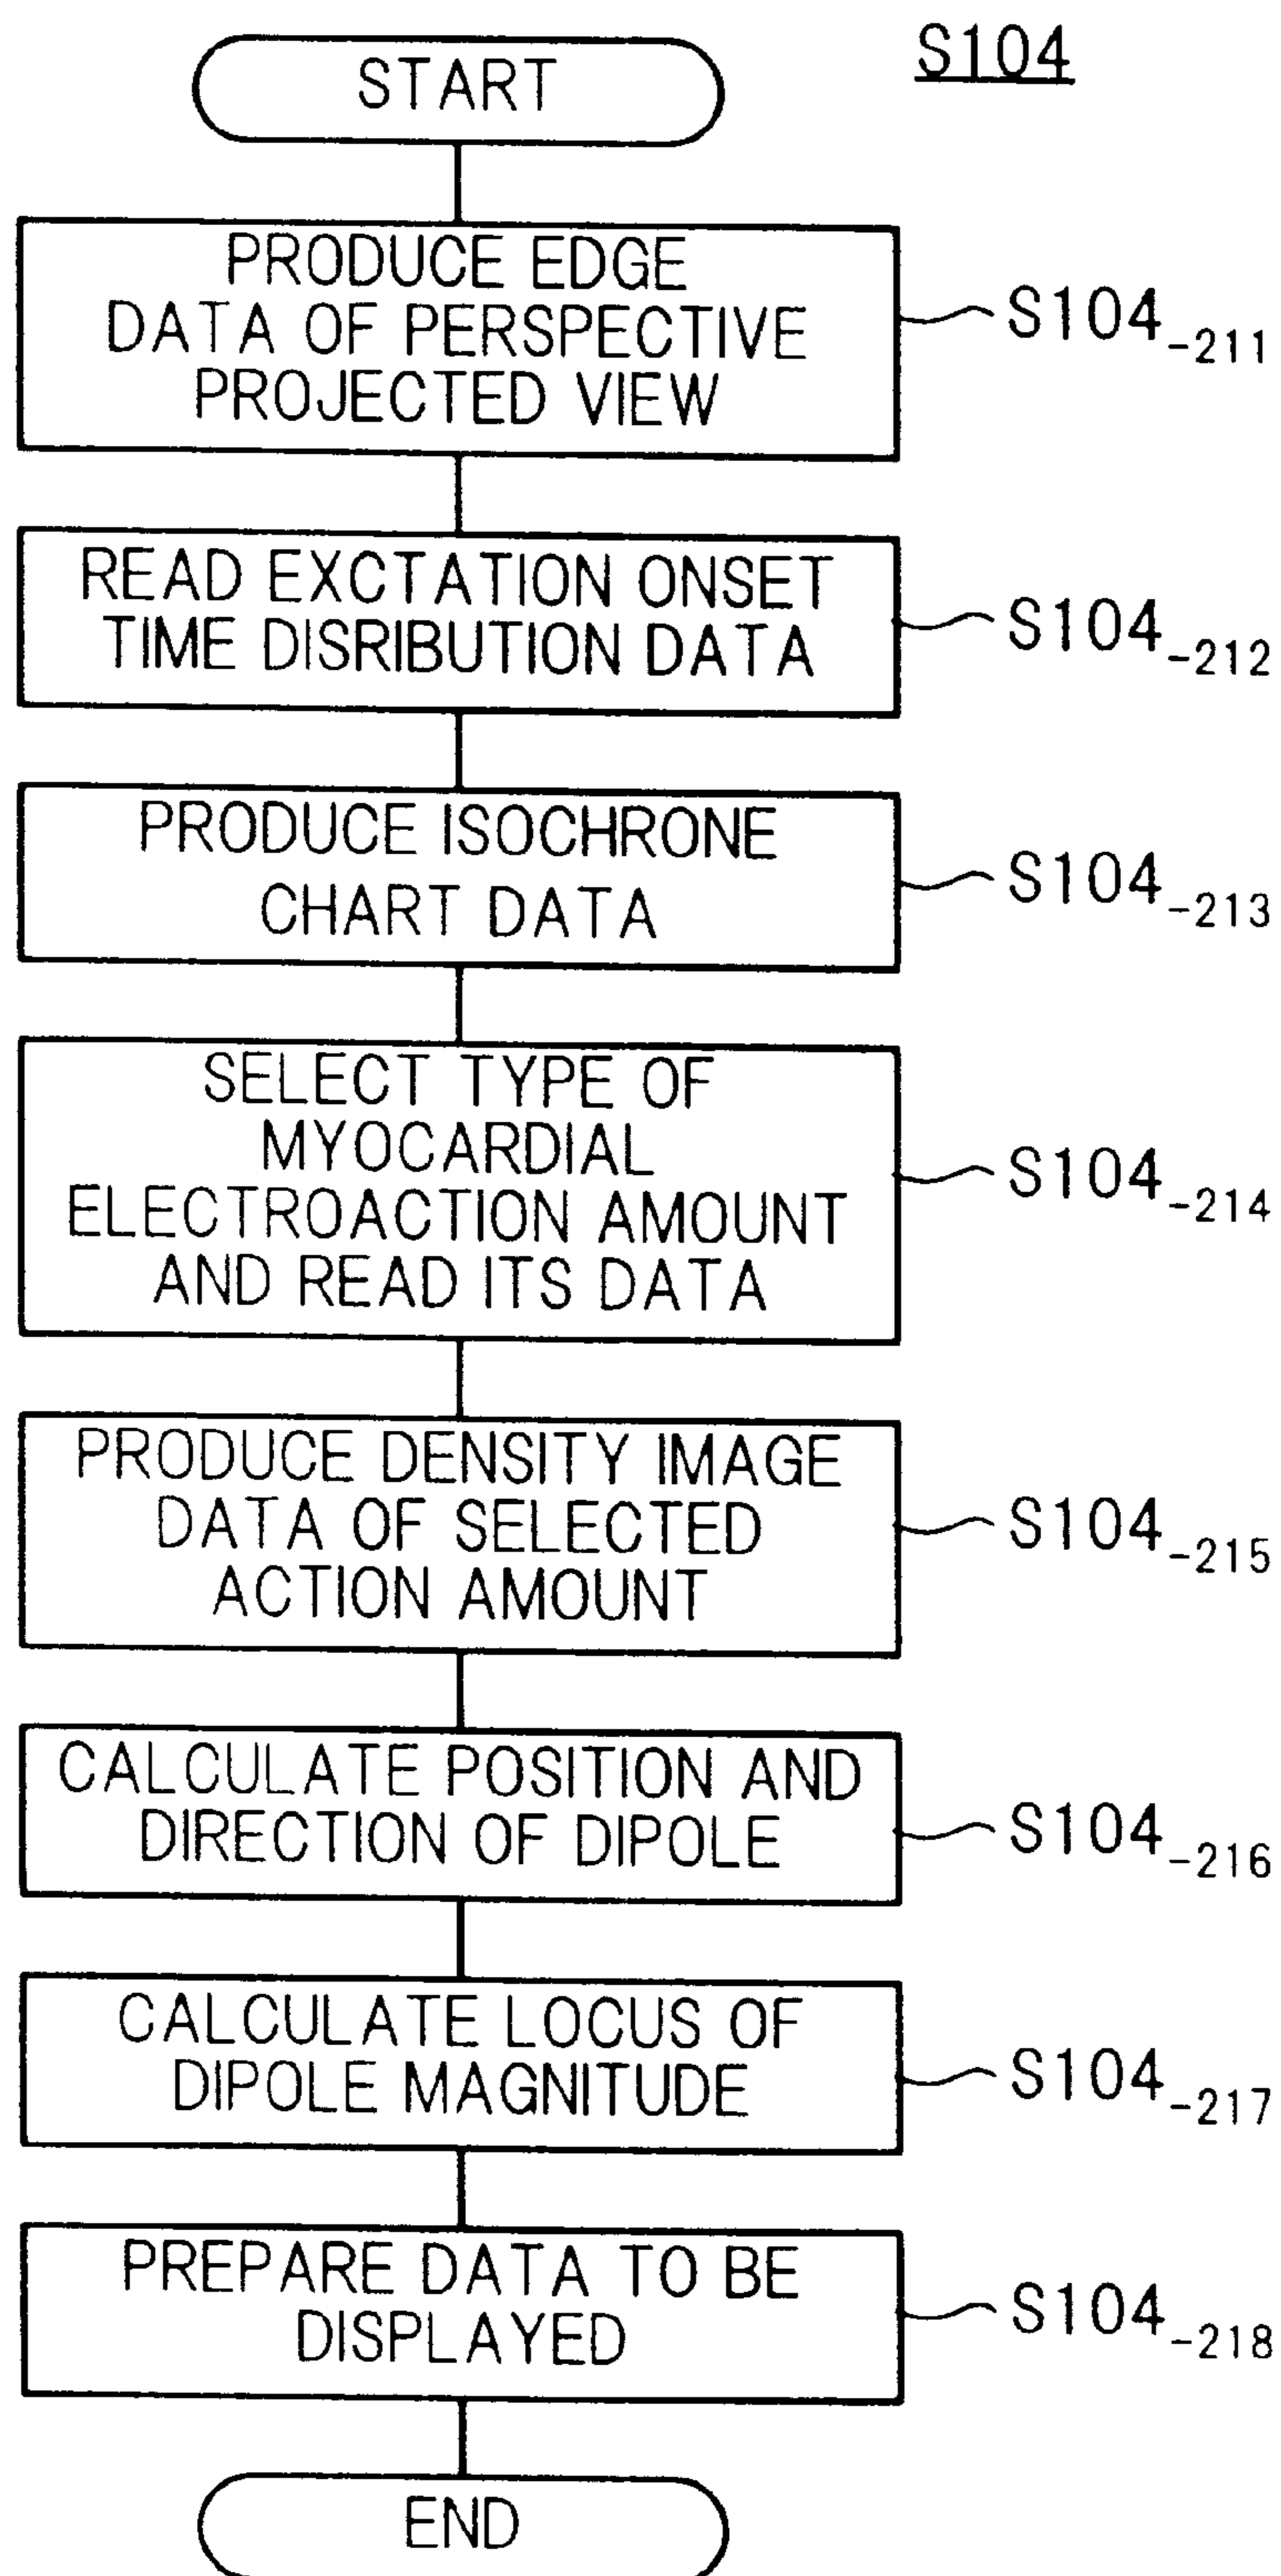 S104
START
PRODUCE EDGE
DATA OF PERSPECTIVE
PROJECTED VIEW
S104-211
READ EXCTATION ONSET
TIME DISRIBUTION DATA
S104-212
PRODUCE ISOCHRONE
CHART DATA
S104-213
SELECT TYPE OF
MYOCARDIAL
ELECTROACTION AMOUNT
AND READ ITS DATA
S104-214
PRODUCE DENSITY IMAGE
DATA OF SELECTED
ACTION AMOUNT
S104-215
CALCULATE POSITION AND
DIRECTION OF DIPOLE
S104-216
CALCULATE LOCUS OF
DIPOLE MAGNITUDE
S104-217
PREPARE DATA TO BE
DISPLAYED
S104-218
END